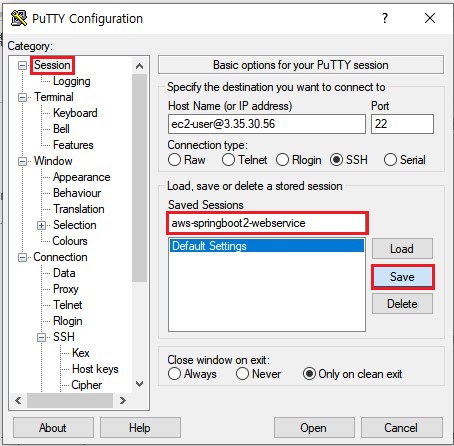 PuTTY Configuration
?
Category:
Session
Logging
Terminal
Keyboard
Bell
Features
Window
Appearance
Behaviour
Translation
Selection
Colours
Connection
Data
Proxy
Telnet
Rlogin
SSH
Kex
Host keys
Cipher
Basic options for your PuTTY session
Specify the destination you want to connect to
Host Name (or IP address) Port
ec2-user@3.35.30.56 22
Connection type:
Raw Telnet Rlogin SSH Serial
Load, save or delete a stored session
Saved Sessions
aws-springboot2-webservice
Default Settings
Load
Save
Delete
Close window on exit:
Always Never Only on clean exit
About Help Open Cancel